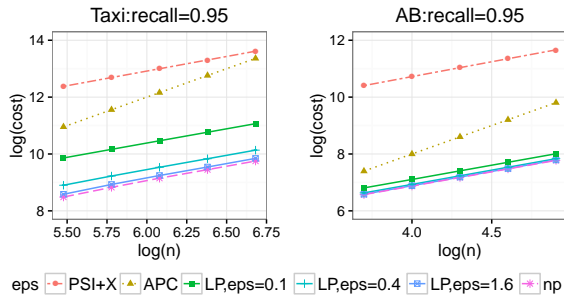 Taxi:recall=0.95 AB:recall=0.95
14
12
10
8
log(cost)
5.50 5.75 6.00 6.25 6.50 6.75
log(n)
12
10
8
6
log(cost)
4.0 4.5
log(n)
eps PSI+X APC LP,eps=0.1 LP,eps=0.4 LP,eps=1.6 np